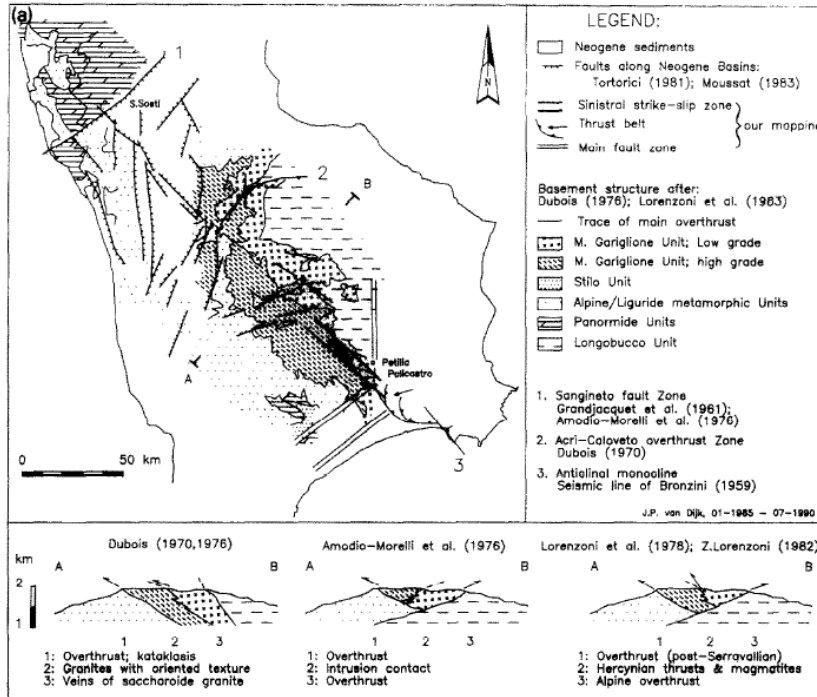 (a)
1
S.Sosti
2
B
A
Petilia
Policastro
3
N
0 50 km
LEGEND:
Neogene sediments
Faults along Neogene Basins:
Tortorici (1981); Moussat (1983)
Sinistral strike-slip zone
Thrust belt
our mapping
Main fault zone
Basement structure after:
Dubois (1976); Lorenzoni et al. (1983)
Trace of main overthrust
M. Gariglione Unit; Low grade
M. Gariglione Unit; high grade
Stilo Unit
Alpine/Liguride metamorphic Units
Panormide Units
Longobucco Unit
1. Sangineto fault Zone
Grandjacquet et al. (1961);
Amodio-Morelli et al. (1976)
2. Acri-Caloveto overthrust Zone
Dubois (1970)
3. Anticlinal monocline
Seismic line of Bronzini (1959)
J.P. van Dijk, 01-1985 - 07-1990
km
2
1
Dubois (1970,1976)
A B
1 2 3
1: Overthrust; kataklasis
2: Granites with oriented texture
3: Veins of saccharoide granite
Amodio-Morelli et al. (1976)
A B
1 2 3
1: Overthrust
2: Intrusion contact
3: Overthrust
Lorenzoni et al. (1978); Z.Lorenzoni (1982)
A B
1 2 3
1: Overthrust (post-Serravallian)
2: Hercynian thrusts & magmatites
3: Alpine overthrust